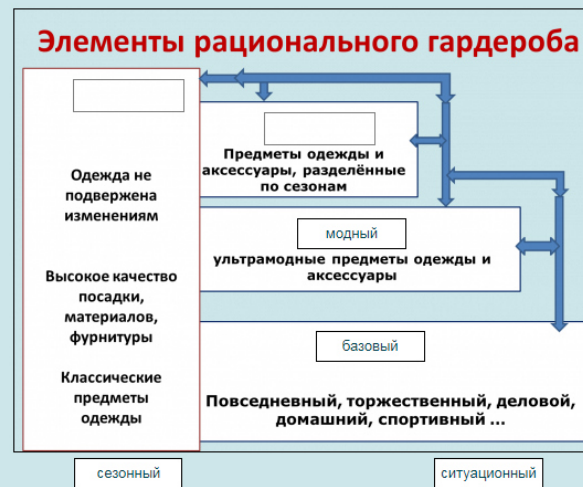 Элементы рационального гардероба
Одежда не
подвержена
изменениям
Высокое качество
посадки,
материалов,
фурнитуры
Классические
предметы
одежды
Предметы одежды и
аксессуары, разделённые
по сезонам
модный
ультрамодные предметы одежды и
аксессуары
базовый
Повседневный, торжественный, деловой,
домашний, спортивный ...
сезонный
ситуационный